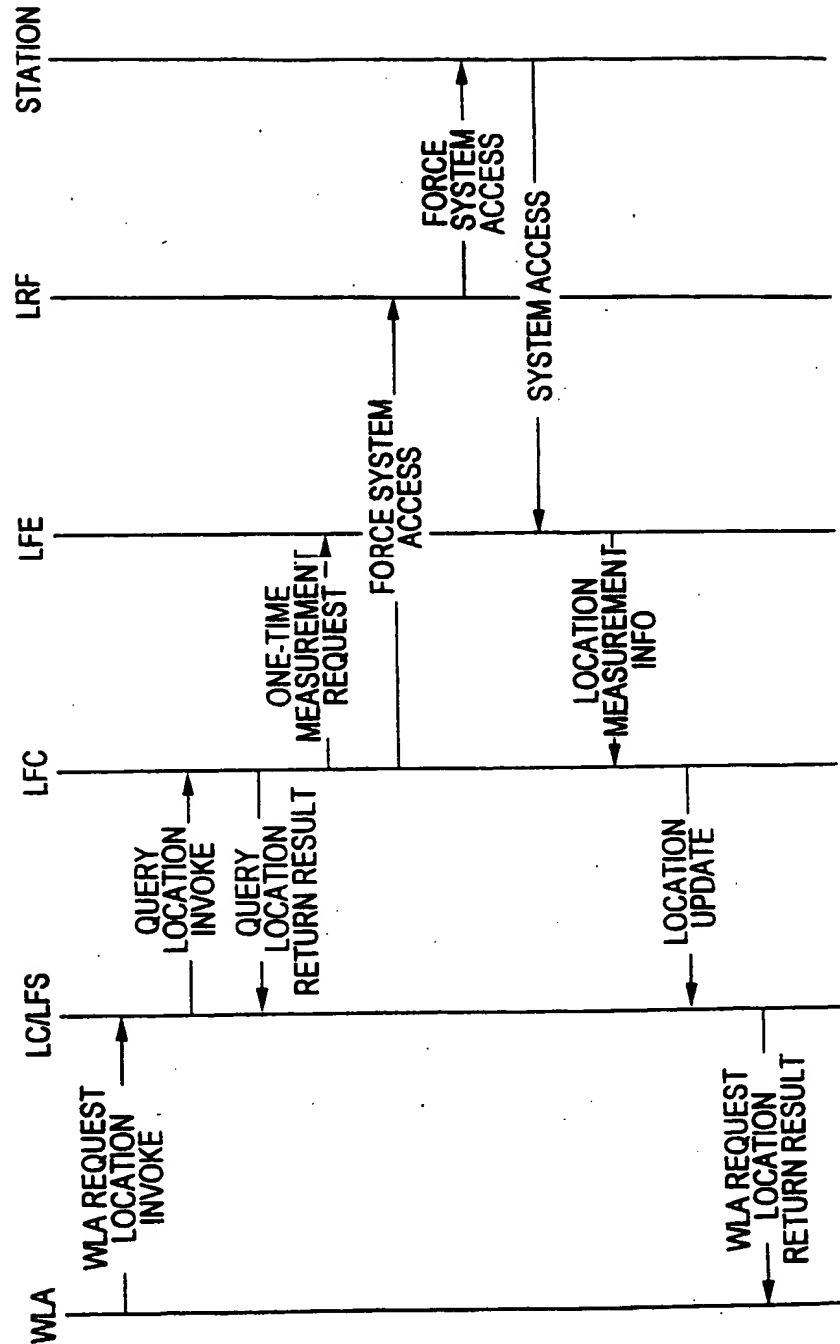 WLA
LC/LFS
LFC
LFE
LRF
STATION
WLA REQUEST
LOCATION
INVOKE
QUERY
LOCATION
INVOKE
QUERY
LOCATION
RETURN RESULT
ONE-TIME
MEASUREMENT
REQUEST
FORCE SYSTEM
ACCESS
FORCE
SYSTEM
ACCESS
SYSTEM ACCESS
LOCATION
MEASUREMENT
INFO
LOCATION
UPDATE
WLA REQUEST
LOCATION
RETURN RESULT